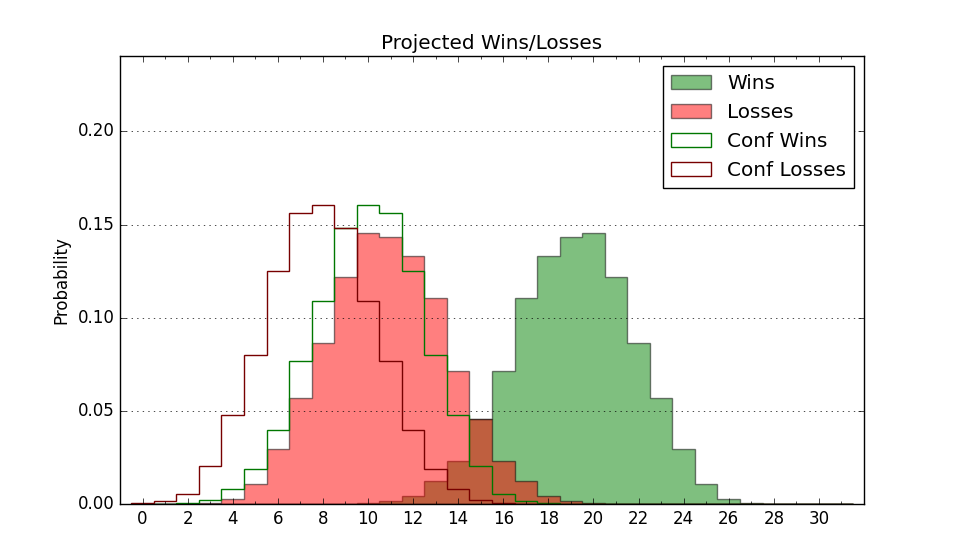 Projected Wins/Losses
Wins
Losses
Conf Wins
Conf Losses
Probability
0.20
0.15
0.10
0.05
0.00
0 2 4 6 8 10 12 14 16 18 20 22 24 26 28 30